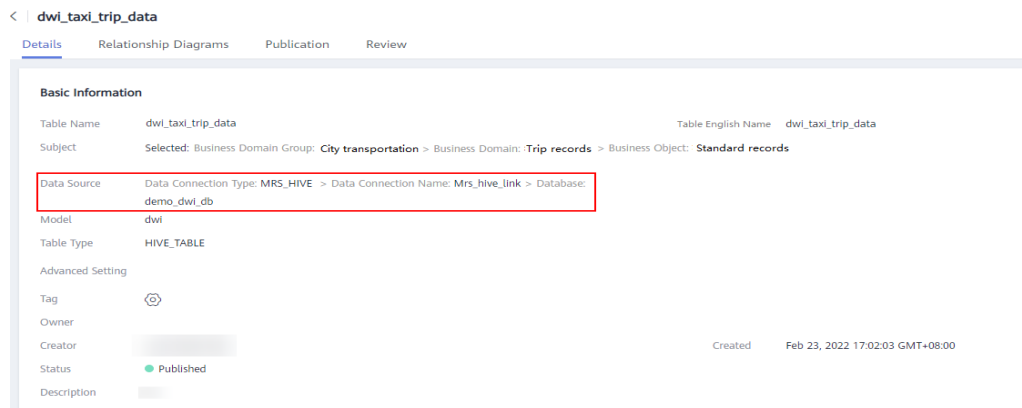 dwi_taxi_trip_data
Details Relationship Diagrams Publication Review
Basic Information
Table Name dwi_taxi_trip_data Table English Name dwi_taxi_trip_data
Subject Selected: Business Domain Group: City transportation > Business Domain: Trip records > Business Object: Standard records
Data Source Data Connection Type: MRS_HIVE > Data Connection Name: Mrs_hive_link > Database:
demo_dwi_db
Model dwi
Table Type HIVE_TABLE
Advanced Setting
Tag
Owner
Creator Created Feb 23, 2022 17:02:03 GMT+08:00
Status Published
Description